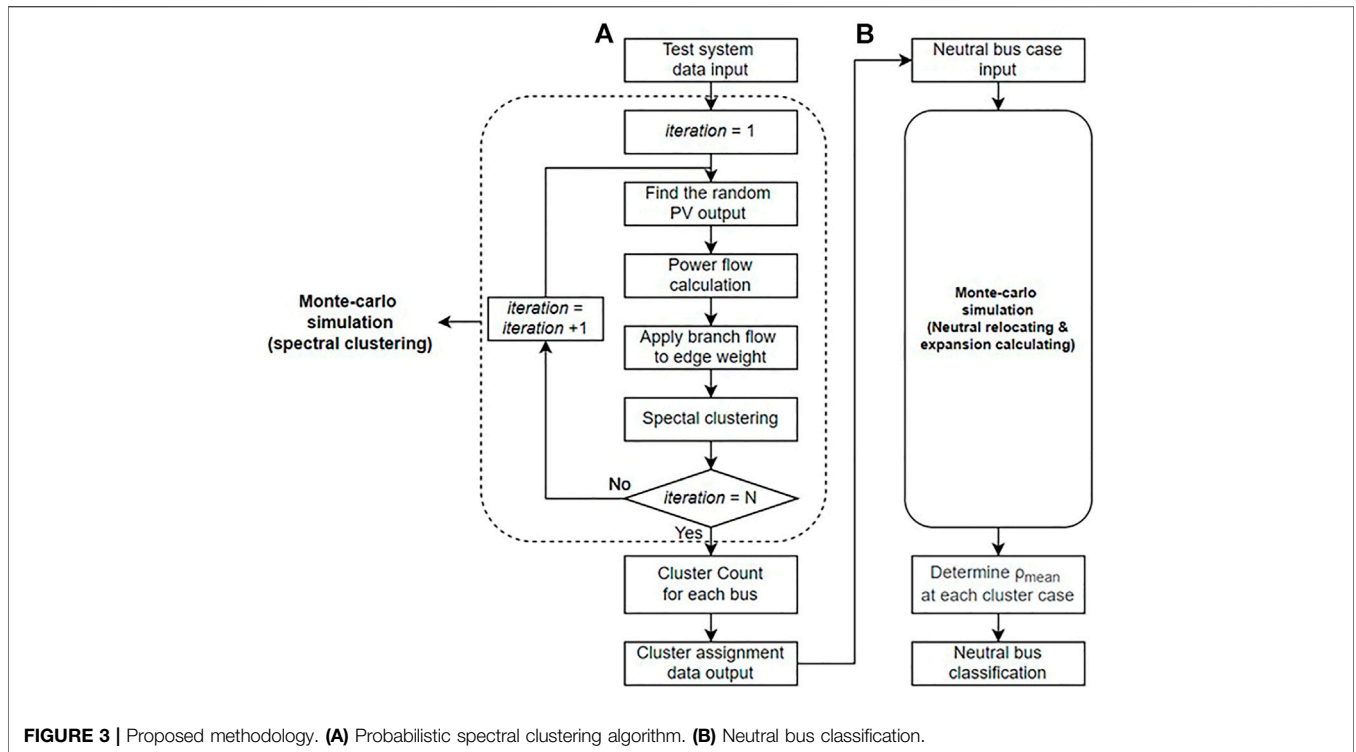 A
Test system
data input
iteration = 1
Find the random
PV output
Power flow
calculation
iteration =
iteration +1
Apply branch flow
to edge weight
Spectal clustering
No
iteration = N
Yes
Cluster Count
for each bus
Cluster assignment
data output
Monte-carlo
simulation
(spectral clustering)
B
Neutral bus case
input
Monte-carlo
simulation
(Neutral relocating &
expansion calculating)
Determine ρmean
at each cluster case
Neutral bus
classification
FIGURE 3 | Proposed methodology. (A) Probabilistic spectral clustering algorithm. (B) Neutral bus classification.